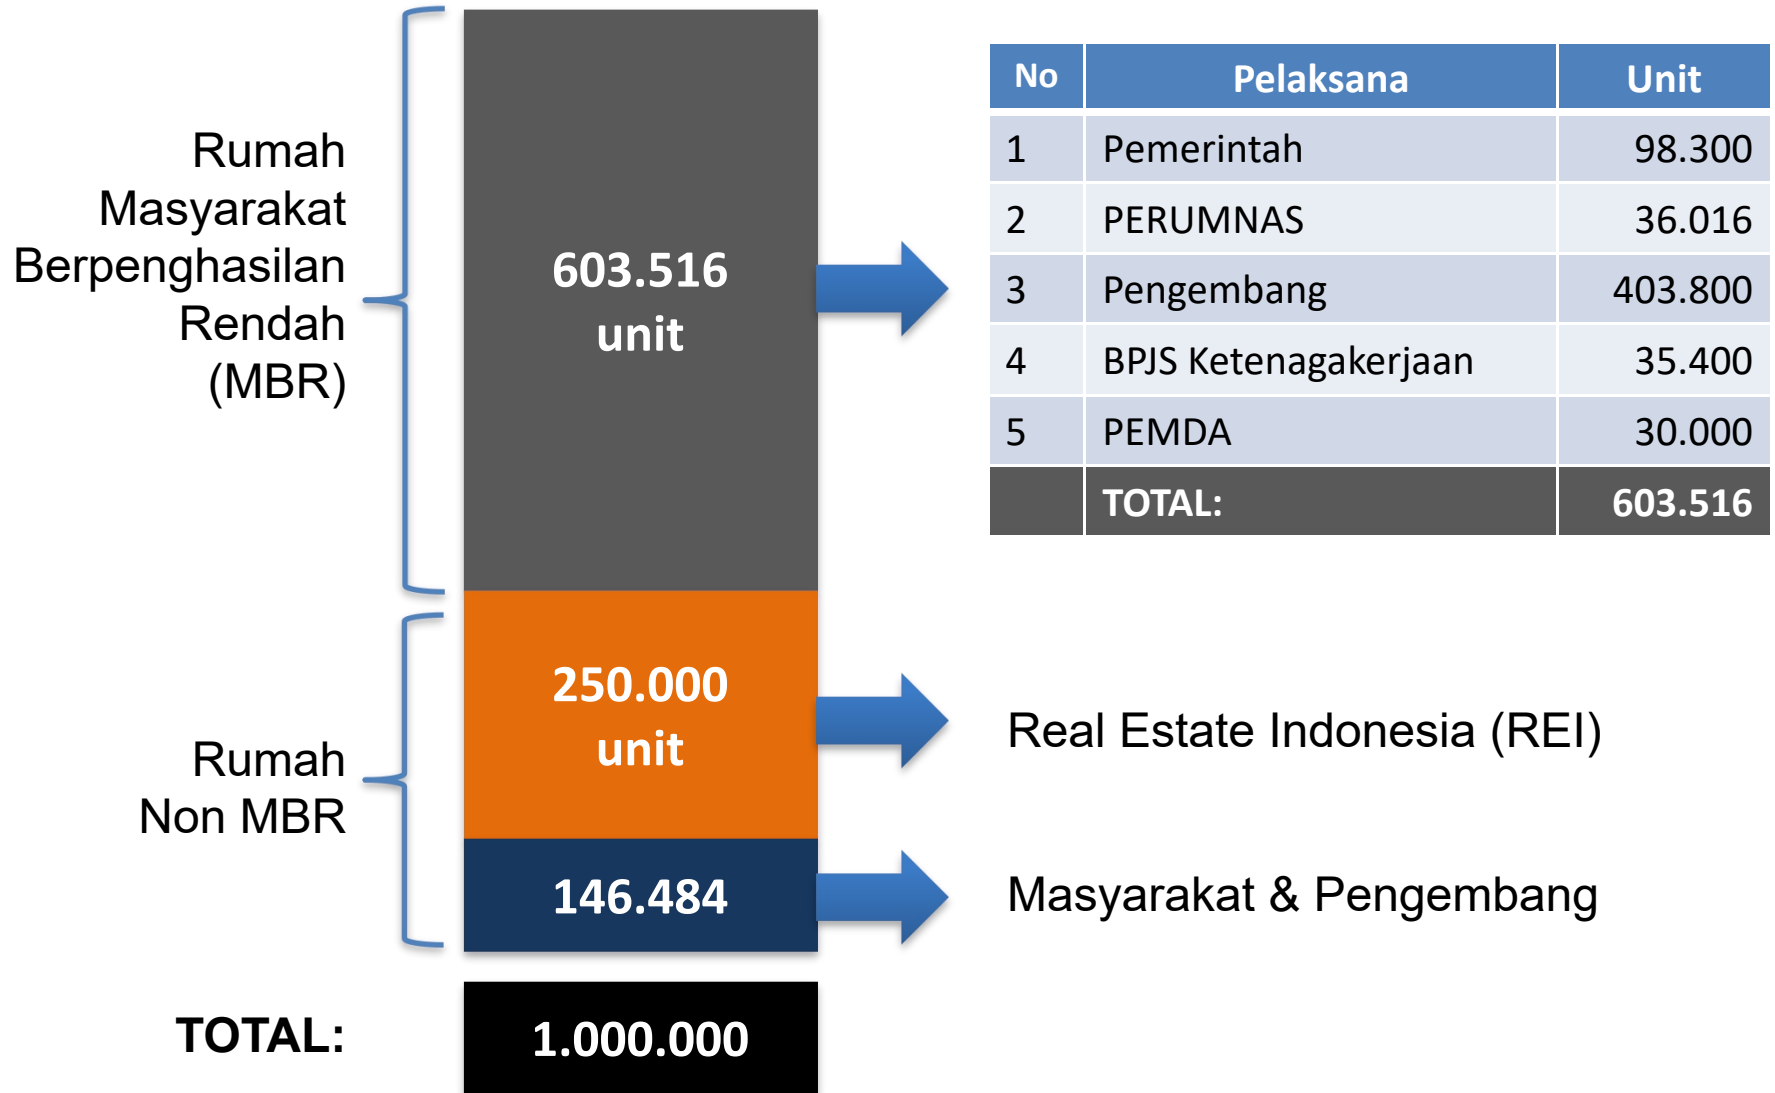 Rumah
Masyarakat
Berpenghasilan
Rendah
(MBR)
603.516
unit
No Pelaksana Unit
1 Pemerintah 98.300
2 PERUMNAS 36.016
3 Pengembang 403.800
4 BPJS Ketenagakerjaan 35.400
5 PEMDA 30.000
TOTAL: 603.516
Rumah
Non MBR
250.000
unit
Real Estate Indonesia (REI)
146.484
Masyarakat & Pengembang
TOTAL: 1.000.000